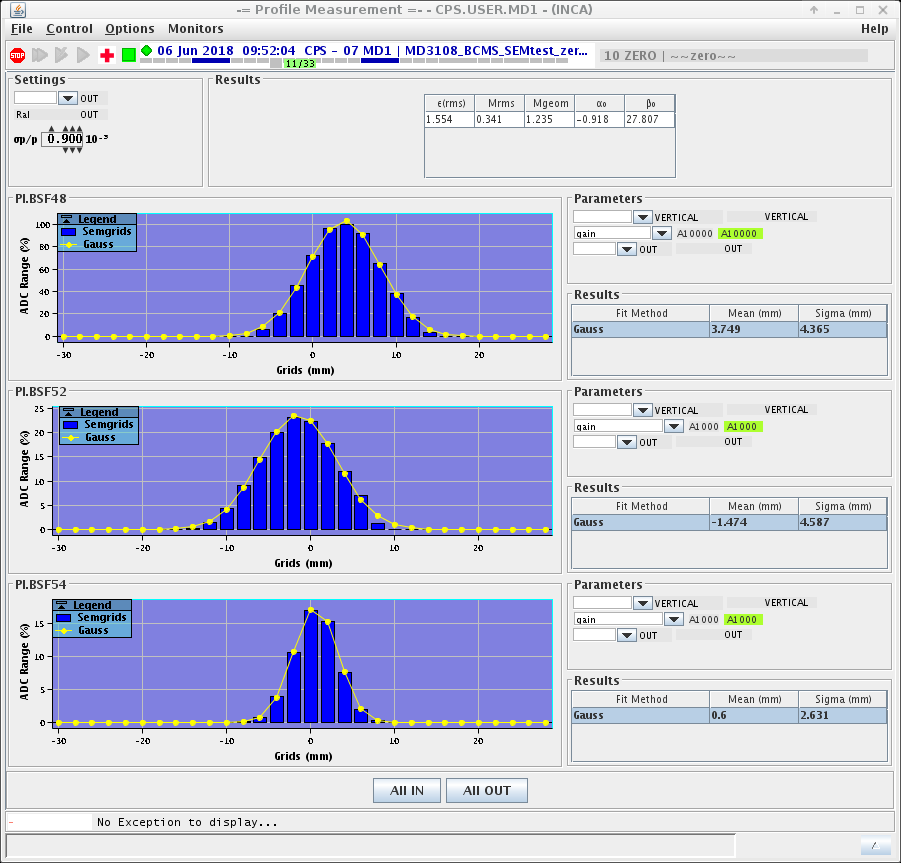 -= Profile Measurement =- - CPS.USER.MD1 - (INCA)
File Control Options Monitors Help
STOP 06 Jun 2018 09:52:04 CPS - 07 MD1 | MD3108_BCMS_SEMtest_zer... 10 ZERO | ~~zero~~
11/33
Settings
OUT
Ral OUT
σp/p 0.900 10⁻³
Results
ε(rms) Mrms Mgeom α₀ β₀
1.554 0.341 1.235 -0.918 27.807
PI.BSF48
Legend
Semgrids
Gauss
ADC Range (%)
100
80
60
40
20
0
-30 -20 -10 0 10 20
Grids (mm)
Parameters
VERTICAL VERTICAL
gain A10000 A10000
OUT OUT
Results
Fit Method Mean (mm) Sigma (mm)
Gauss 3.749 4.365
PI.BSF52
Legend
Semgrids
Gauss
ADC Range (%)
25
20
15
10
5
0
-30 -20 -10 0 10 20
Grids (mm)
Parameters
VERTICAL VERTICAL
gain A1000 A1000
OUT OUT
Results
Fit Method Mean (mm) Sigma (mm)
Gauss -1.474 4.587
PI.BSF54
Legend
Semgrids
Gauss
ADC Range (%)
15
10
5
0
-30 -20 -10 0 10 20
Grids (mm)
Parameters
VERTICAL VERTICAL
gain A1000 A1000
OUT OUT
Results
Fit Method Mean (mm) Sigma (mm)
Gauss 0.6 2.631
All IN All OUT
- No Exception to display...